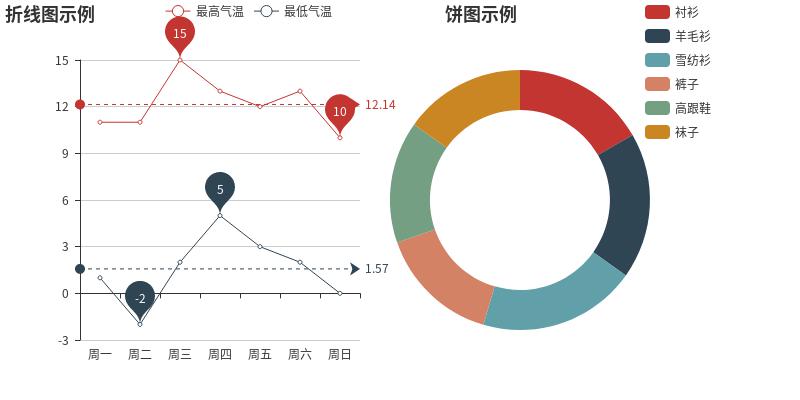 折线图示例
最高气温
最低气温
饼图示例
衬衫
羊毛衫
雪纺衫
裤子
高跟鞋
袜子
15
12
9
6
3
0
-3
15
10
12.14
5
-2
1.57
周一
周二
周三
周四
周五
周六
周日